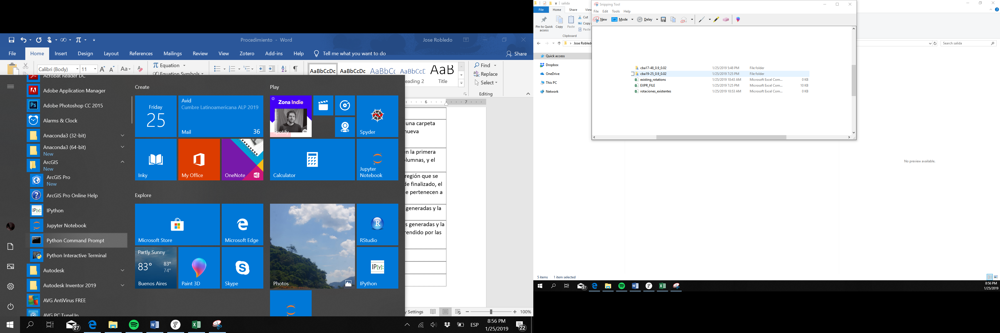 Procedimiento - Word
Jose Robledo
File
Home
Insert
Design
Layout
References
Mailings
Review
View
Zotero
Add-ins
Help
Tell me what you want to do
Share
Calibri (Body)
11
Aa
Equation
Equation Symbols
AaBbCcDc
AaBbCcDc
AaBbCc
AaBbCcE
AaB
eading 2
Title
Find
Replace
Select
Editing
6
7
Acrobat Reader DC
Adobe Application Manager
Adobe Photoshop CC 2015
Alarms & Clock
Anaconda3 (32-bit)
Anaconda3 (64-bit)
New
ArcGIS
New
ArcGIS Pro
New
ArcGIS Pro Online Help
IPython
Jupyter Notebook
Python Command Prompt
Python Interactive Terminal
Autodesk
Autodesk Inventor 2019
AVG AntiVirus FREE
AVG PC TuneUp
Create
Friday
25
Avid
Cumbre Latinoamericana ALP 2019
Mail
36
Inky
My Office
OneNote
Play
Zona Indie
Spotify
Spyder
Calculator
Jupyter
Notebook
Explore
Microsoft Store
Microsoft Edge
Partly Sunny
83°
83°
74°
Buenos Aires
Paint 3D
Skype
Photos
RStudio
IP[y]:
IPython
una carpeta
nueva
en la primera
lumnas, y el
región que se
de finalizado, el
e pertenecen a
generadas y la
s generadas y la
rendido por las
y Settings
100%
27
ESP
8:56 PM
1/25/2019
22
salida
File
Home
Share
View
Pin to Quick
access
Copy
Paste
Cut
Copy
Paste
Clipboard
Jose Robledo
Search salida
Quick access
Dropbox
OneDrive
This PC
Network
Snipping Tool
File
Edit
Tools
Help
New
Mode
Delay
cba17-48_0.9_0.02
1/25/2019 5:48 PM
File folder
cba19-25_0.9_0.02
1/25/2019 7:25 PM
File folder
existing_rotations
1/25/2019 10:43 AM
Microsoft Excel Com...
0 KB
EXPR_FILE
1/25/2019 7:25 PM
Microsoft Excel Com...
10 KB
rotaciones_existentes
1/25/2019 10:53 AM
Microsoft Excel Com...
0 KB
No preview available.
5 items
1 item selected
27
8:56 PM
1/25/2019